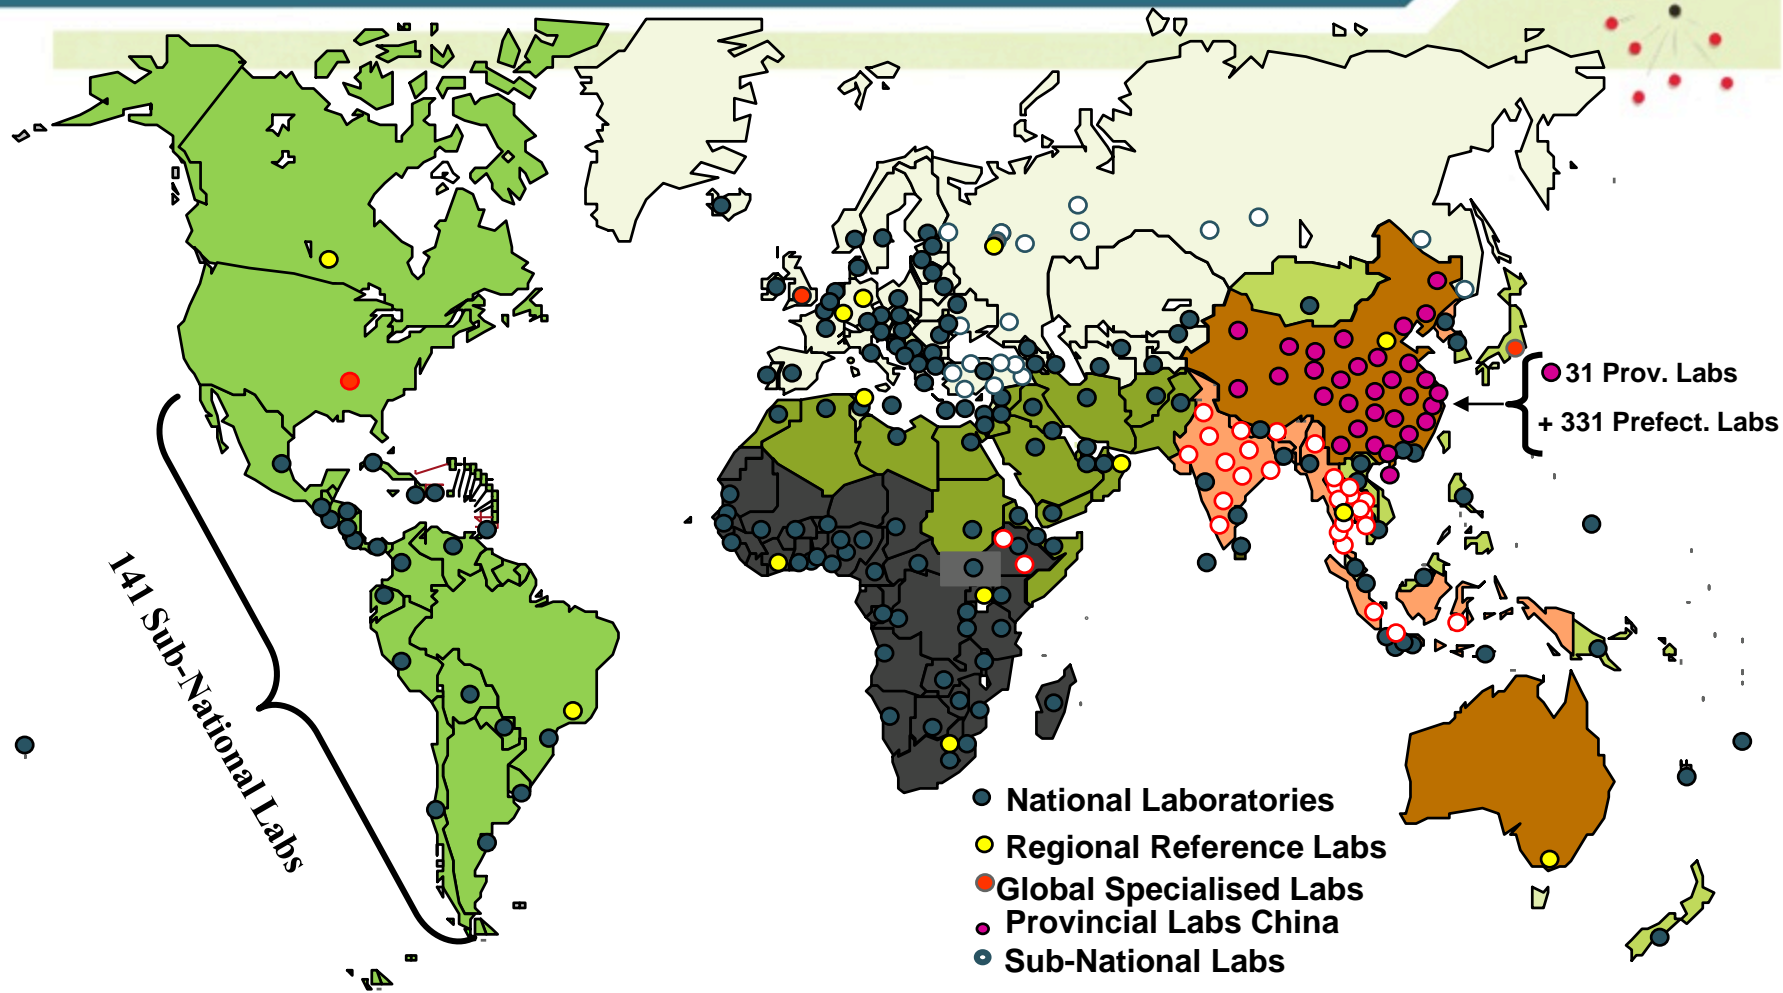 31 Prov. Labs
+ 331 Prefect. Labs
141 Sub-National Labs
National Laboratories
Regional Reference Labs
Global Specialised Labs
Provincial Labs China
Sub-National Labs